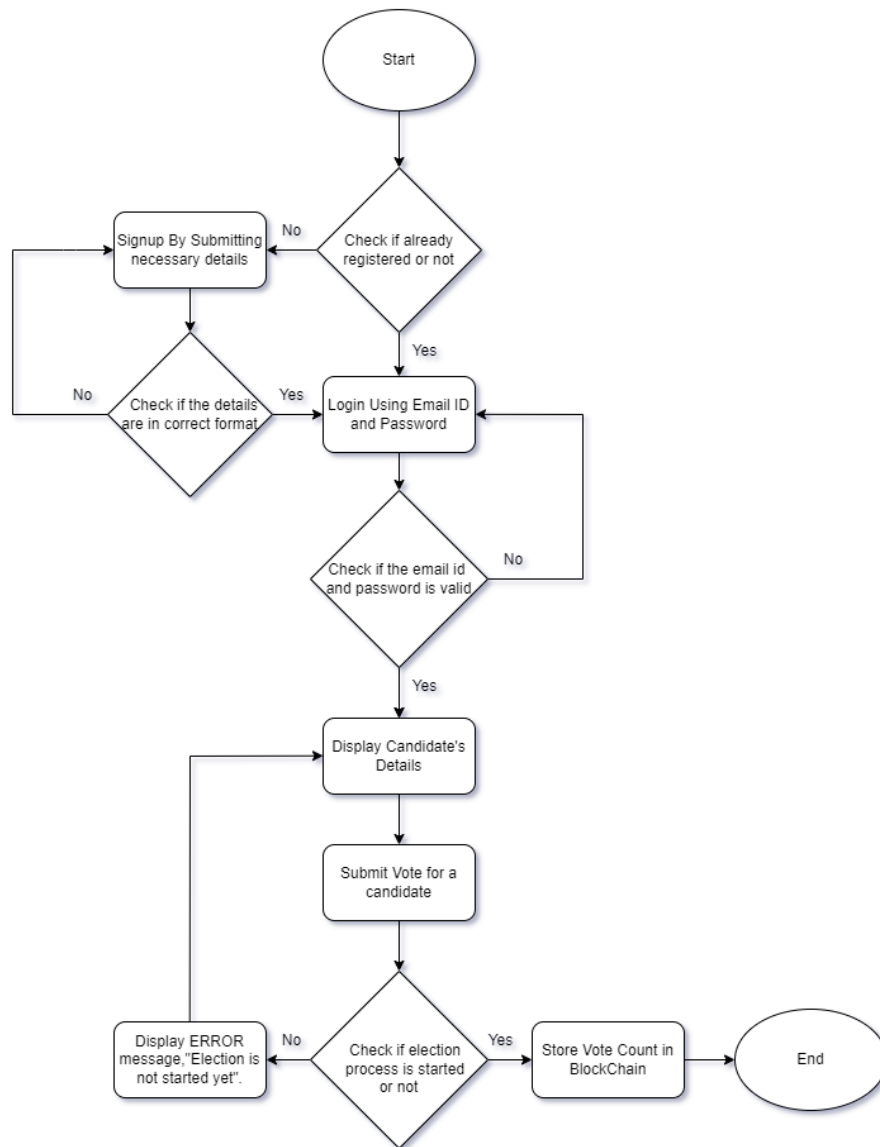 Start
No
Check if already
registered or not
Signup By Submitting
necessary details
Yes
No
Check if the details
are in correct format
Yes
Login Using Email ID
and Password
Check if the email id
and password is valid
No
Yes
Display Candidate's
Details
Submit Vote for a
candidate
Display ERROR
message,"Election is
not started yet".
No
Check if election
process is started
or not
Yes
Store Vote Count in
BlockChain
End